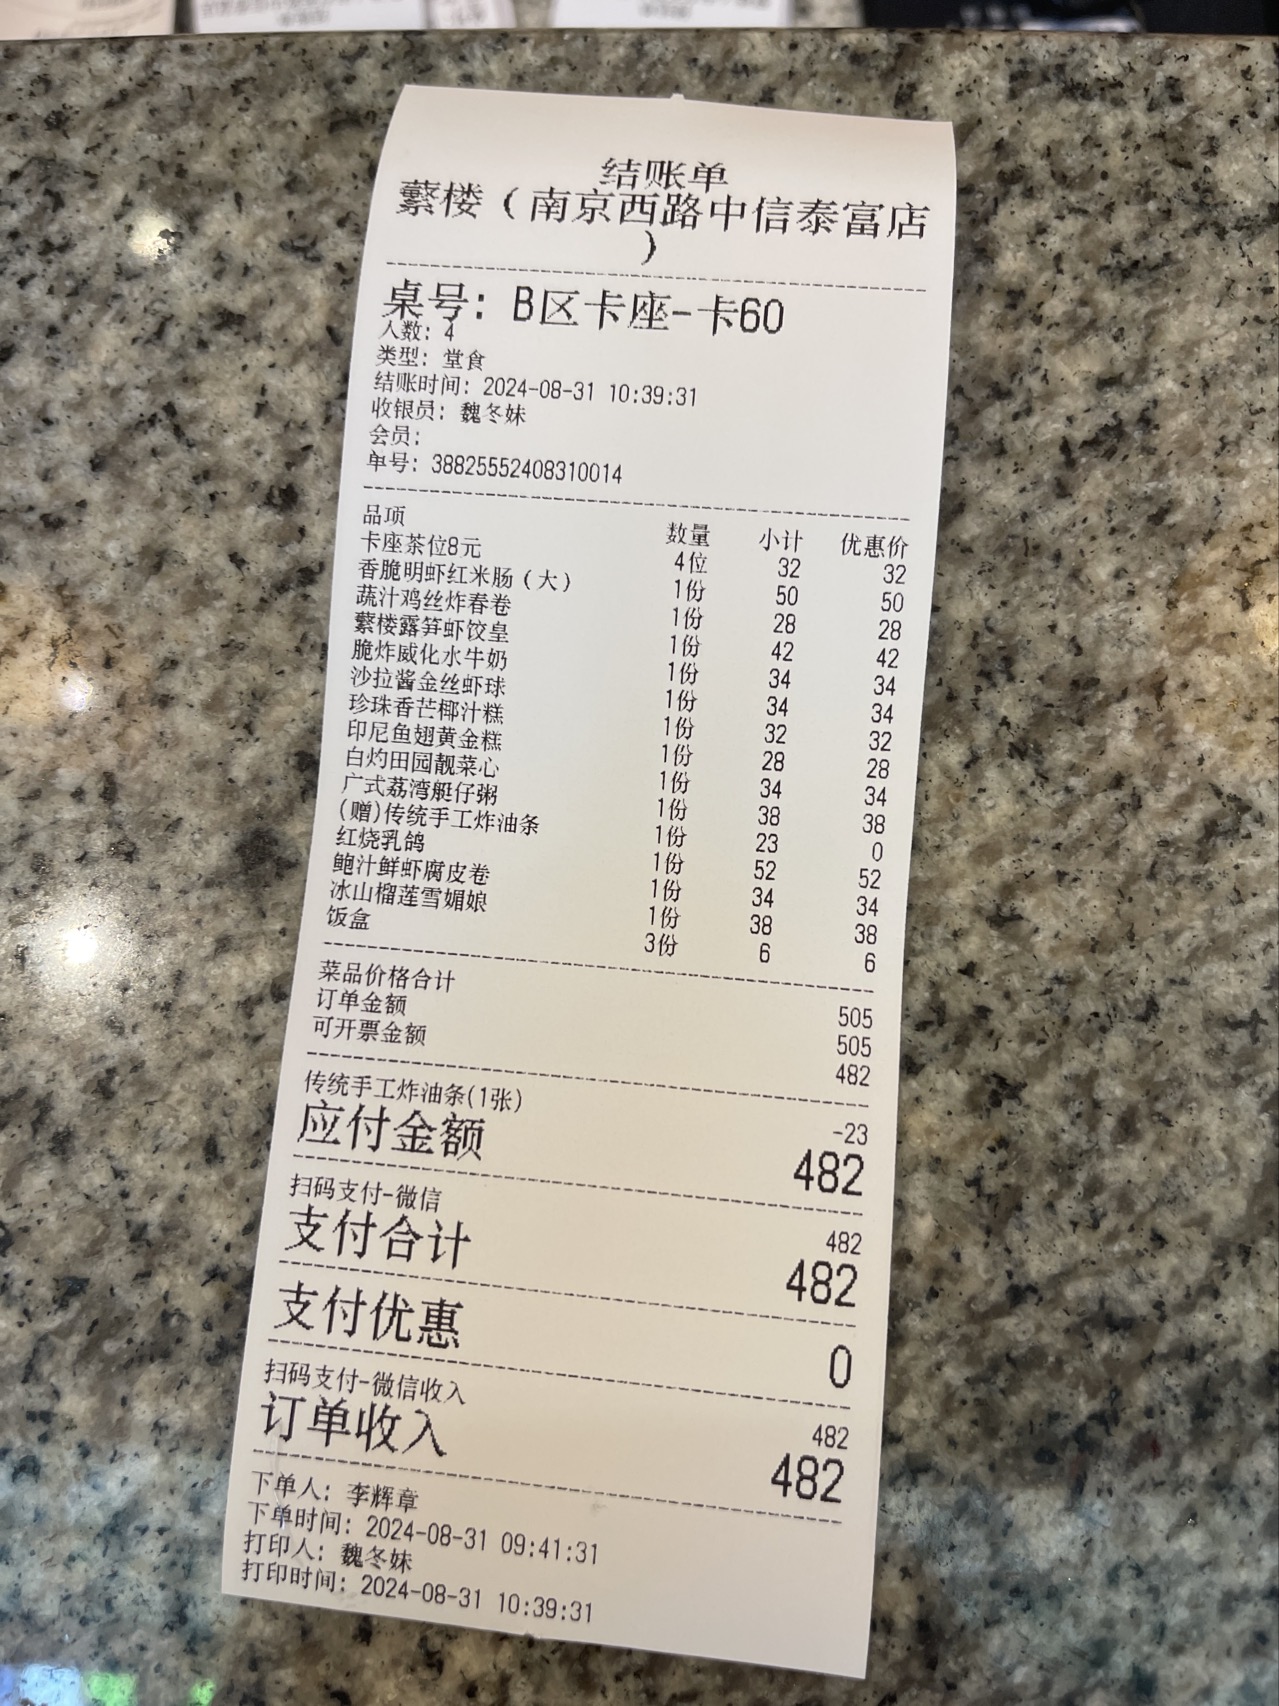 结账单
蘩楼（南京西路中信泰富店
）
桌号: B区卡座-卡60
人数: 4
类型: 堂食
结账时间: 2024-08-31 10:39:31
收银员: 魏冬妹
会员:
单号: 38825552408310014
品项 数量 小计 优惠价
卡座茶位8元 4位 32 32
香脆明虾红米肠（大） 1份 50 50
蔬汁鸡丝炸春卷 1份 28 28
蘩楼露笋虾饺皇 1份 42 42
脆炸威化水牛奶 1份 34 34
沙拉酱金丝虾球 1份 34 34
珍珠香芒椰汁糕 1份 32 32
印尼鱼翅黄金糕 1份 28 28
白灼田园靓菜心 1份 34 34
广式荔湾艇仔粥 1份 38 38
(赠)传统手工炸油条 1份 23 0
红烧乳鸽 1份 52 52
鲍汁鲜虾腐皮卷 1份 34 34
冰山榴莲雪媚娘 1份 38 38
饭盒 3份 6 6
菜品价格合计 505
订单金额 505
可开票金额 482
传统手工炸油条(1张) -23
应付金额 482
扫码支付-微信 482
支付合计 482
支付优惠 0
扫码支付-微信收入 482
订单收入 482
下单人: 李辉章
下单时间: 2024-08-31 09:41:31
打印人: 魏冬妹
打印时间: 2024-08-31 10:39:31